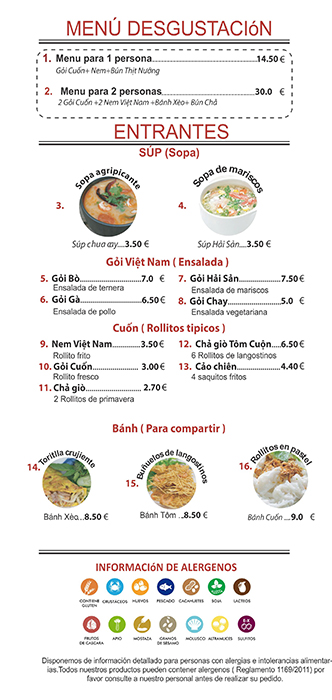 MENÚ DESGUSTACIóN
1. Menu para 1 persona............................14.50 €
Gỏi Cuốn+ Nem+Bún Thịt Nướng
2. Menu para 2 personas..........................30.0 €
2 Gỏi Cuốn +2 Nem Việt Nam +Bánh Xèo+ Bún Chả
ENTRANTES
SÚP (Sopa)
Sopa agripicante
3.
Súp chua cay....3.50 €
Sopa de mariscos
4.
Súp Hải Sản....3.50 €
Gỏi Việt Nam ( Ensalada )
5. Gỏi Bò....................7.0 €
Ensalada de ternera
6. Gỏi Gà....................6.50 €
Ensalada de pollo
7. Gỏi Hải Sản..............7.50 €
Ensalada de mariscos
8. Gỏi Chay..................5.0 €
Ensalada vegetariana
Cuốn ( Rollitos tipicos )
9. Nem Việt Nam..........3.50 €
Rollito frito
10. Gỏi Cuốn................ 3.00 €
Rollito fresco
11. Chả giò................... 2.70 €
2 Rollitos de primavera
12. Chả giò Tôm Cuộn....6.50 €
6 Rollitos de langostinos
13. Cảo chiên................4.40 €
4 saquitos fritos
Bánh ( Para compartir )
14. Toritlla crujiente
Bánh Xèo...8.50 €
15. Buñuelos de langostinos
Bánh Tôm ..8.50 €
16. Rollitos en pastel
Bánh Cuốn ....9.0 €
INFORMACIóN DE ALERGENOS
CONTIENE GLUTEN
CRUSTÁCEOS
HUEVOS
PESCADO
CACAHUETES
SOJA
LÁCTEOS
FRUTOS DE CÁSCARA
APIO
MOSTAZA
GRANOS DE SÉSAMO
MOLUSCO
ALTRAMUCES
SULFITOS
Disponemos de información detallado para personas con alergias e intolerancias alimentar-
ias.Todos nuestros productos pueden contener alergenos ( Reglamento 1169/2011) por
favor consulte a nuestro personal antes de realizar su pedido.